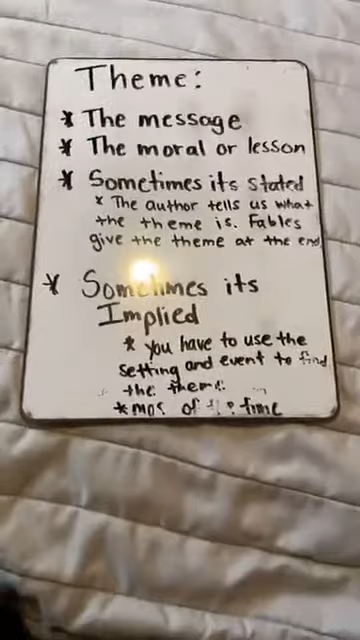 Theme:
* The message
* The moral or lesson
* Sometimes its stated
* The author tells us what
the theme is. Fables
give the theme at the end
* Sometimes its
Implied
* you have to use the
setting and event to find
the theme.
* mos of time